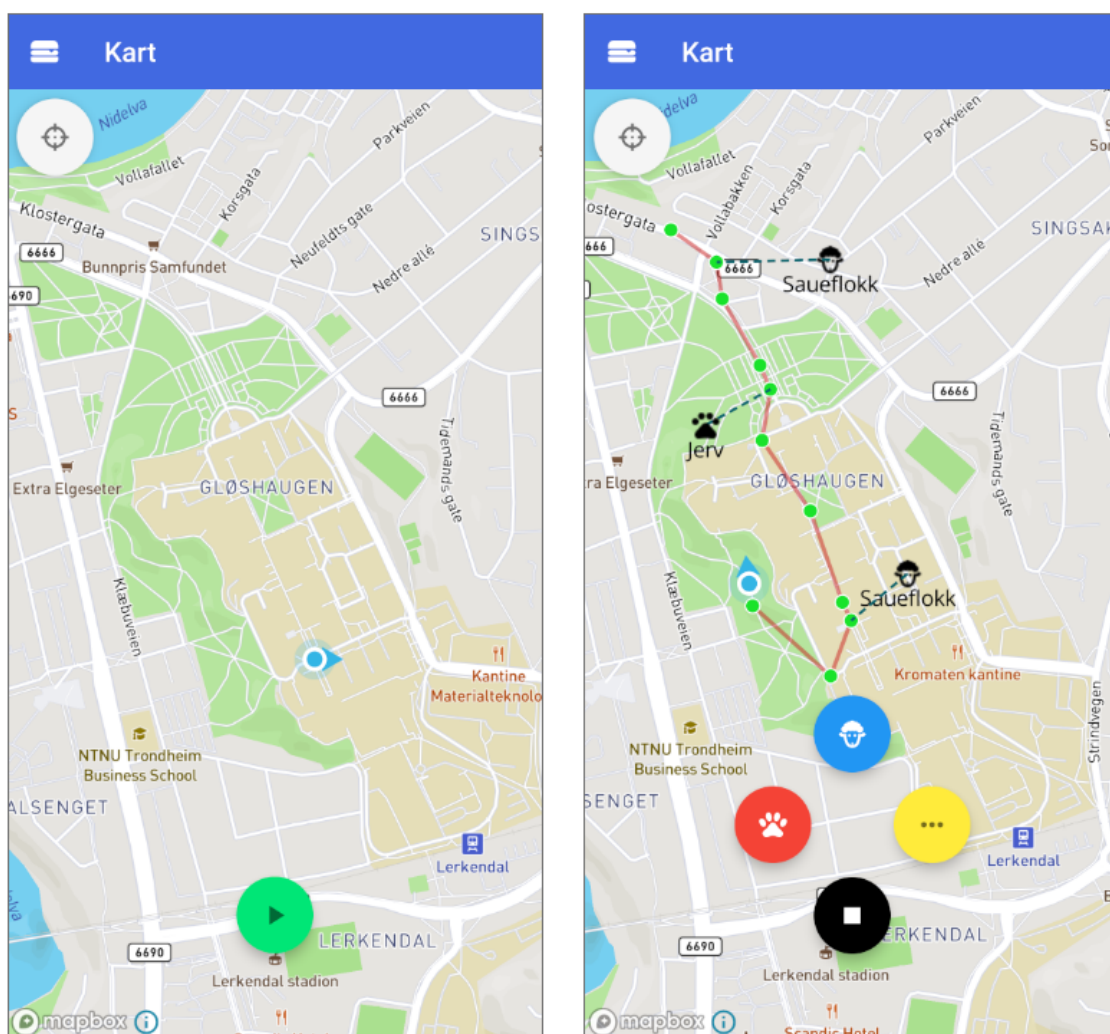 Kart
Nidelva
Parkveien
Vollafallet
Korsgata
Klostergata
Neufeldts gate
SINGS
6666
Bunnpris Samfundet
Nedre allé
690
6666
Tidemands gate
Extra Elgeseter
GLØSHAUGEN
Klæbuveien
Kantine
Materialteknolo
NTNU Trondheim
Business School
ALSENGET
Lerkendal
LERKENDAL
6690
Lerkendal stadion
elva
mapbox
Kart
delva
Parkveien
Vollafallet
Vollabakken
Korsgata
ostergata
SINGSAK
666
6666
Saueflokk
Nedre allé
6666
Jerv
Tidemands gate
ra Elgeseter
GLØSHAUGEN
Klæbuveien
Saueflokk
Kromaten kantine
Strindvegen
NTNU Trondheim
Business School
SENGET
Lerkendal
ERKENDAL
6690
Lerkendal stadion
mapbox
Scandic Hotel